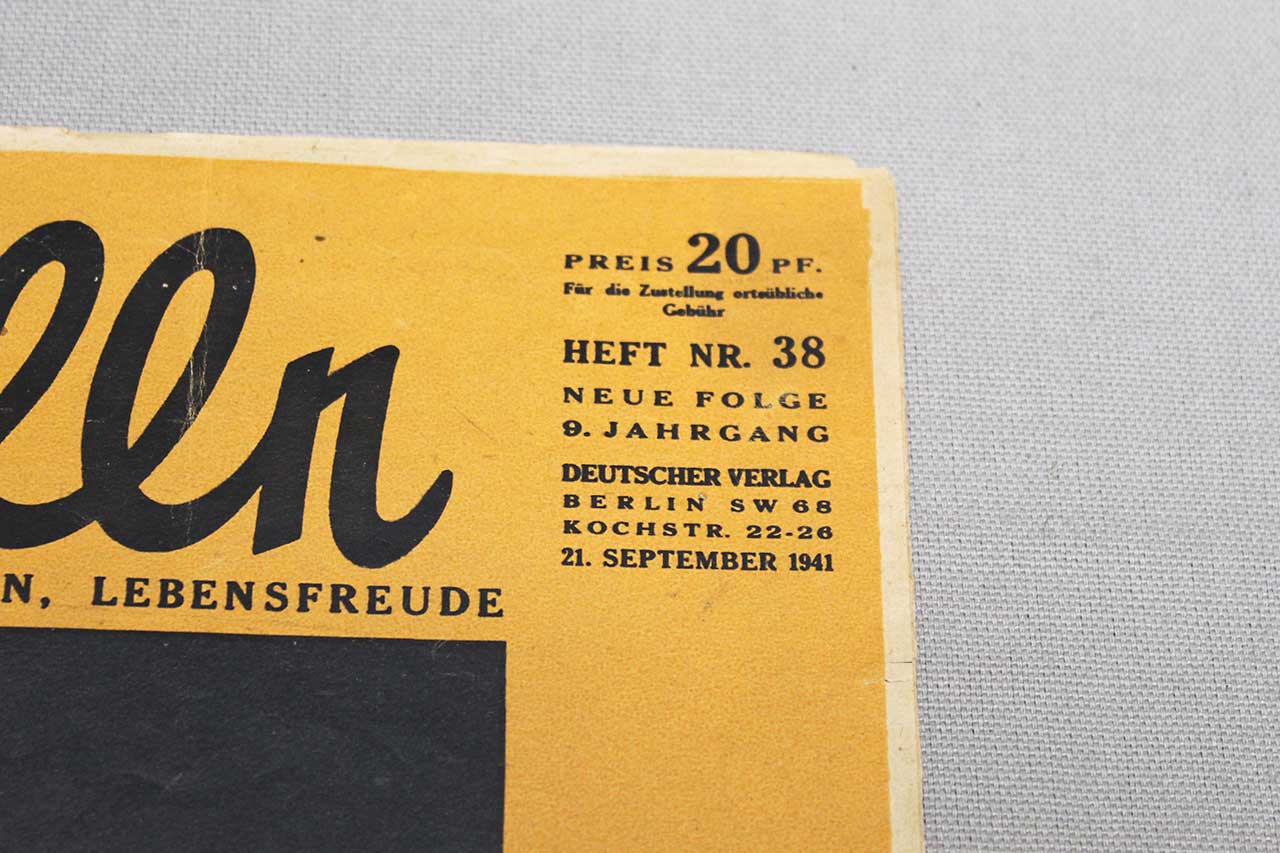 lln
N, LEBENSFREUDE
PREIS 20 PF.
Für die Zustellung ortsübliche
Gebühr
HEFT NR. 38
NEUE FOLGE
9. JAHRGANG
DEUTSCHER VERLAG
BERLIN SW 68
KOCHSTR. 22-26
21. SEPTEMBER 1941